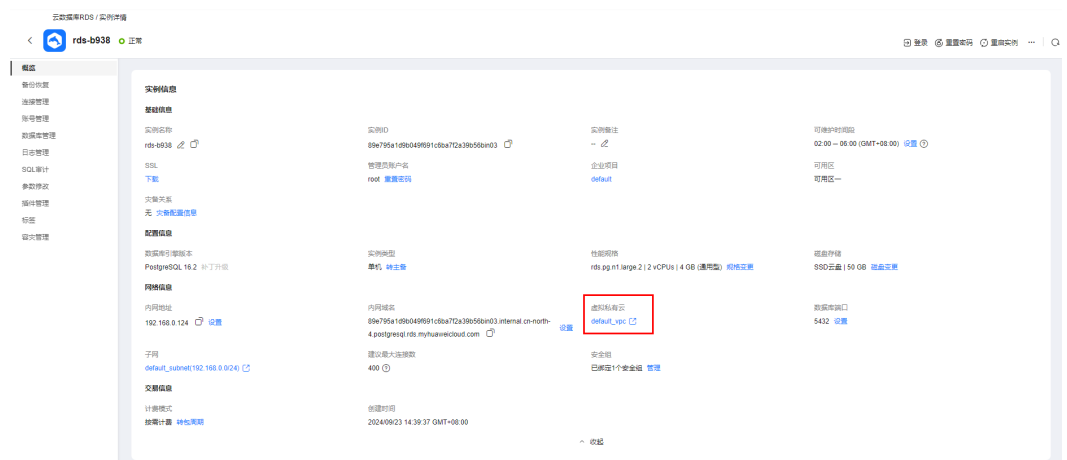 云数据库RDS / 实例详情
rds-b938 正常
登录 重置密码 重启实例 ...
概览
备份恢复
连接管理
账号管理
数据库管理
日志管理
SQL审计
参数修改
插件管理
标签
容灾管理
实例信息
基础信息
实例名称 实例ID 实例备注 可维护时间段
rds-b938 89e795a1d9b049f691c6ba7f2a39b56bin03 -- 02:00 — 06:00 (GMT+08:00) 设置
SSL 管理员账户名 企业项目 可用区
下载 root 重置密码 default 可用区一
灾备关系
无 灾备配置信息
配置信息
数据库引擎版本 实例类型 性能规格 磁盘存储
PostgreSQL 16.2 补丁升级 单机 转主备 rds.pg.n1.large.2 | 2 vCPUs | 4 GB (通用型) 规格变更 SSD云盘 | 50 GB 磁盘变更
网络信息
内网地址 内网域名 虚拟私有云 数据库端口
192.168.0.124 设置 89e795a1d9b049f691c6ba7f2a39b56bin03.internal.cn-north- 设置 default_vpc 5432 设置
4.postgresql.rds.myhuaweicloud.com
子网 建议最大连接数 安全组
default_subnet(192.168.0.0/24) 400 已绑定1个安全组 管理
交易信息
计费模式 创建时间
按需计费 转包周期 2024/09/23 14:39:37 GMT+08:00
收起